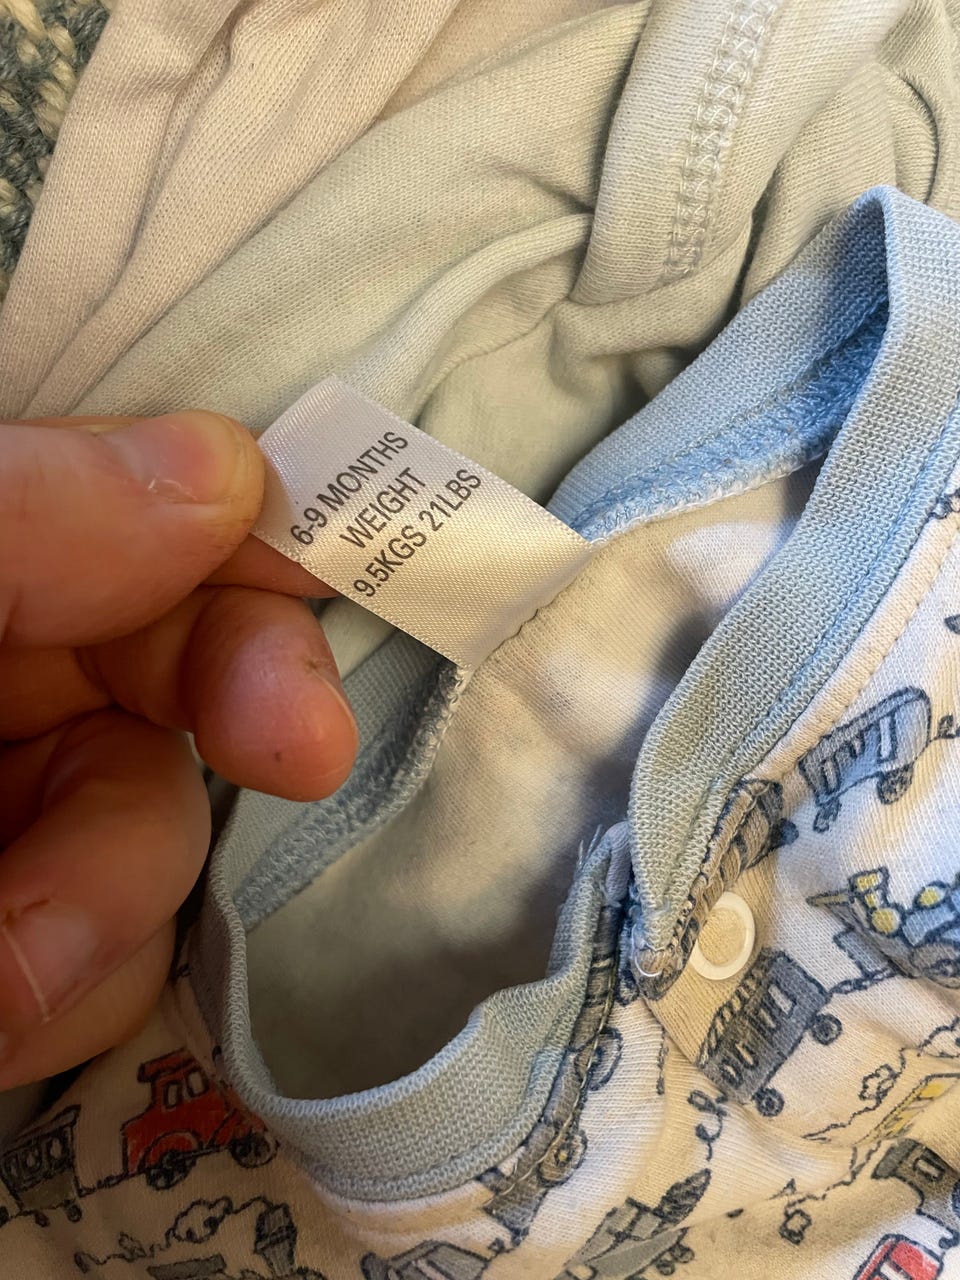 6-9 MONTHS
WEIGHT
9.5KGS 21LBS